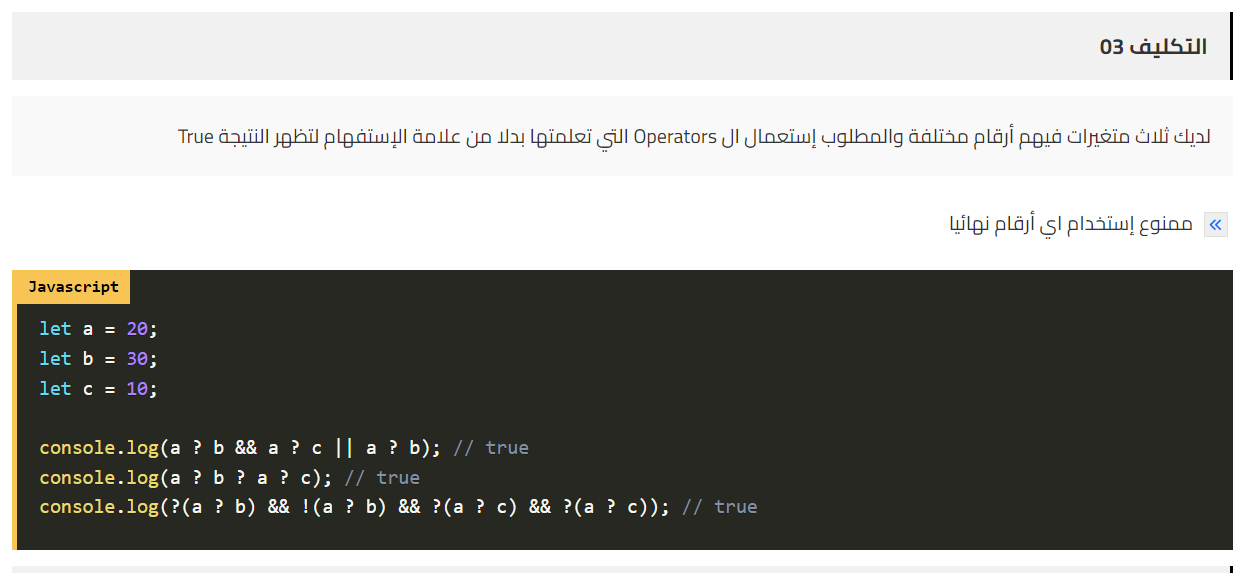 التكليف 03
لديك ثلاث متغيرات فيهم أرقام مختلفة والمطلوب إستعمال ال Operators التي تعلمتها بدلا من علامة الإستفهام لتظهر النتيجة True
ممنوع إستخدام اي أرقام نهائيا
Javascript
let a = 20;
let b = 30;
let c = 10;
console.log(a ? b && a ? c || a ? b); // true
console.log(a ? b ? a ? c); // true
console.log(?(a ? b) && !(a ? b) && ?(a ? c) && ?(a ? c)); // true